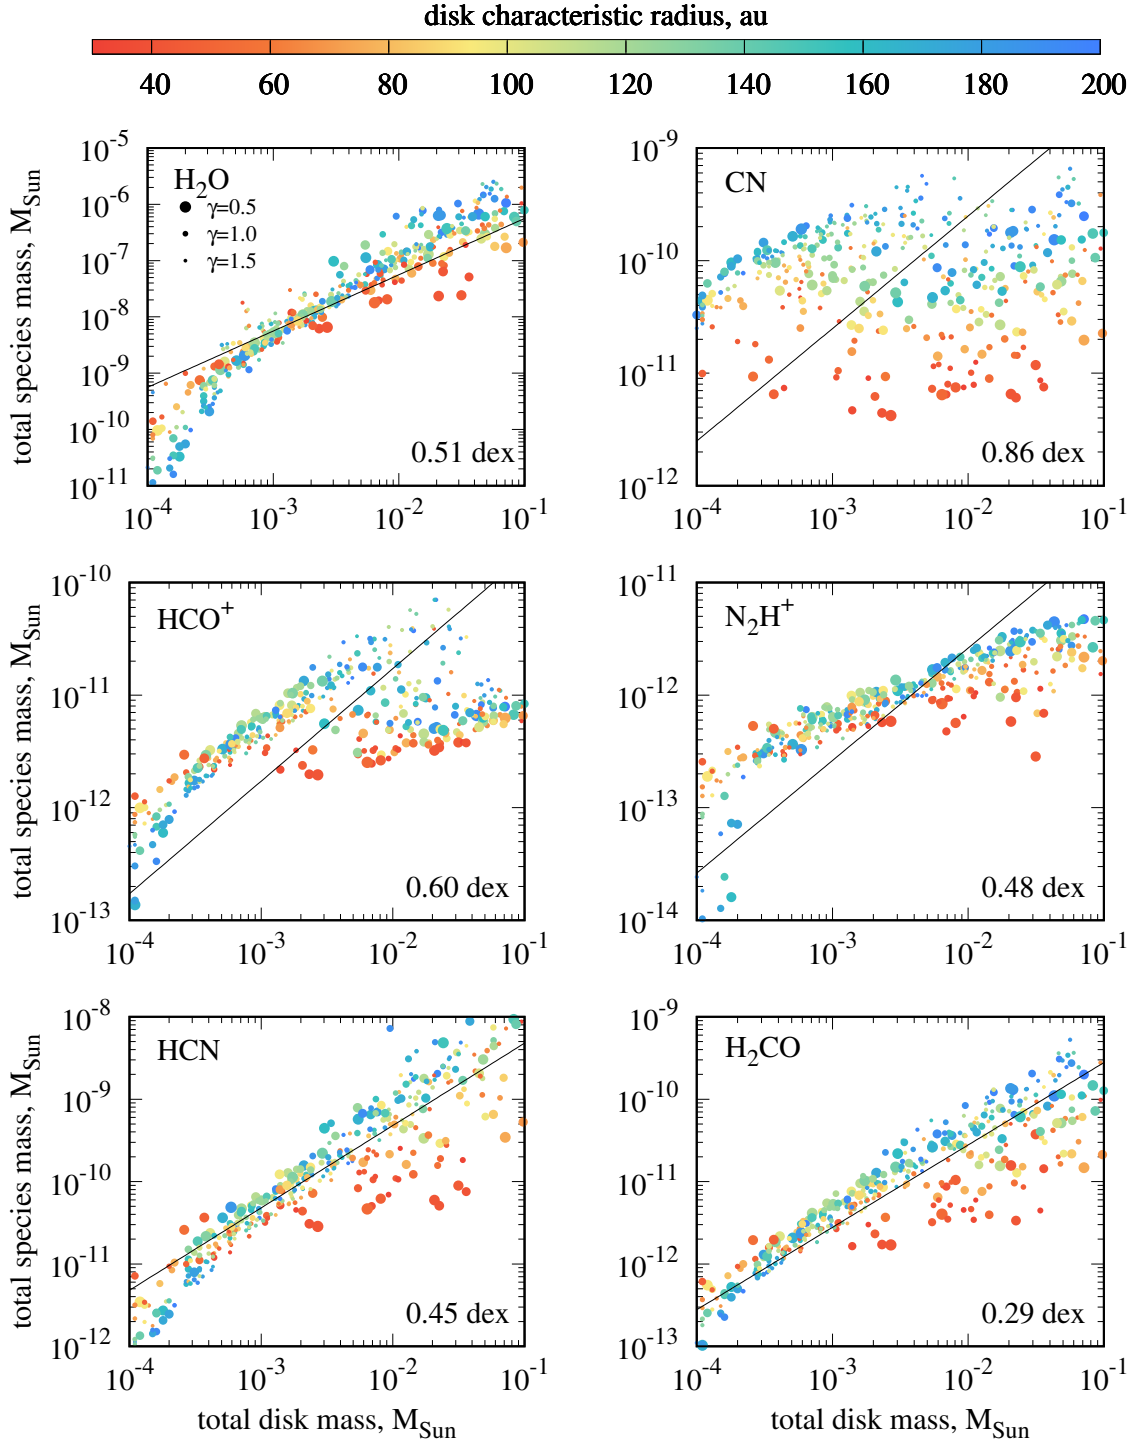 disk characteristic radius, au
40 60 80 100 120 140 160 180 200
H₂O
γ=0.5
γ=1.0
γ=1.5
0.51 dex
total species mass, M_Sun
10⁻⁵
10⁻⁶
10⁻⁷
10⁻⁸
10⁻⁹
10⁻¹⁰
10⁻¹¹
10⁻⁴ 10⁻³ 10⁻² 10⁻¹
CN
0.86 dex
10⁻⁹
10⁻¹⁰
10⁻¹¹
10⁻¹²
10⁻⁴ 10⁻³ 10⁻² 10⁻¹
HCO⁺
0.60 dex
total species mass, M_Sun
10⁻¹⁰
10⁻¹¹
10⁻¹²
10⁻¹³
10⁻⁴ 10⁻³ 10⁻² 10⁻¹
N₂H⁺
0.48 dex
10⁻¹¹
10⁻¹²
10⁻¹³
10⁻¹⁴
10⁻⁴ 10⁻³ 10⁻² 10⁻¹
HCN
0.45 dex
total species mass, M_Sun
10⁻⁸
10⁻⁹
10⁻¹⁰
10⁻¹¹
10⁻¹²
10⁻⁴ 10⁻³ 10⁻² 10⁻¹
total disk mass, M_Sun
H₂CO
0.29 dex
10⁻⁹
10⁻¹⁰
10⁻¹¹
10⁻¹²
10⁻¹³
10⁻⁴ 10⁻³ 10⁻² 10⁻¹
total disk mass, M_Sun